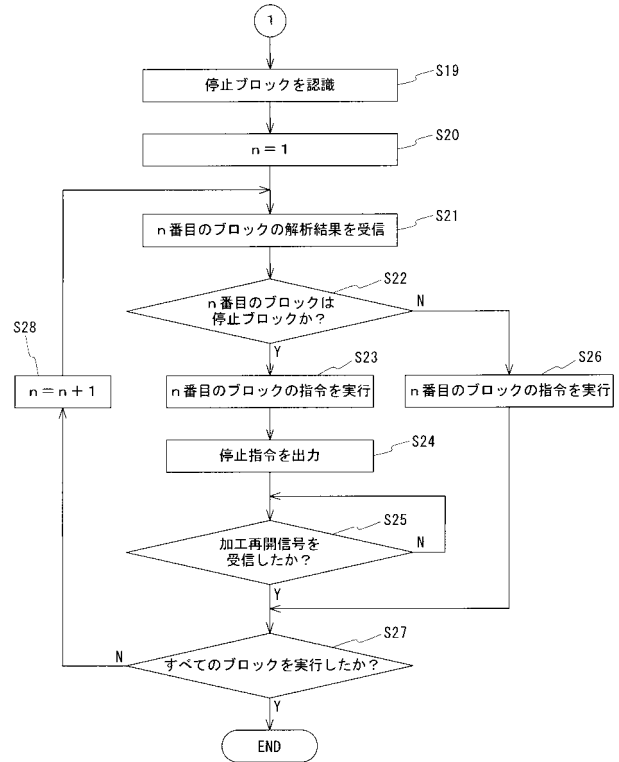 1
停止ブロックを認識
S19
n＝1
S20
n番目のブロックの解析結果を受信
S21
n番目のブロックは
停止ブロックか？
S22
N
Y
S28
n＝n＋1
n番目のブロックの指令を実行
S23
n番目のブロックの指令を実行
S26
停止指令を出力
S24
加工再開信号を
受信したか？
S25
N
Y
すべてのブロックを実行したか？
S27
N
Y
END